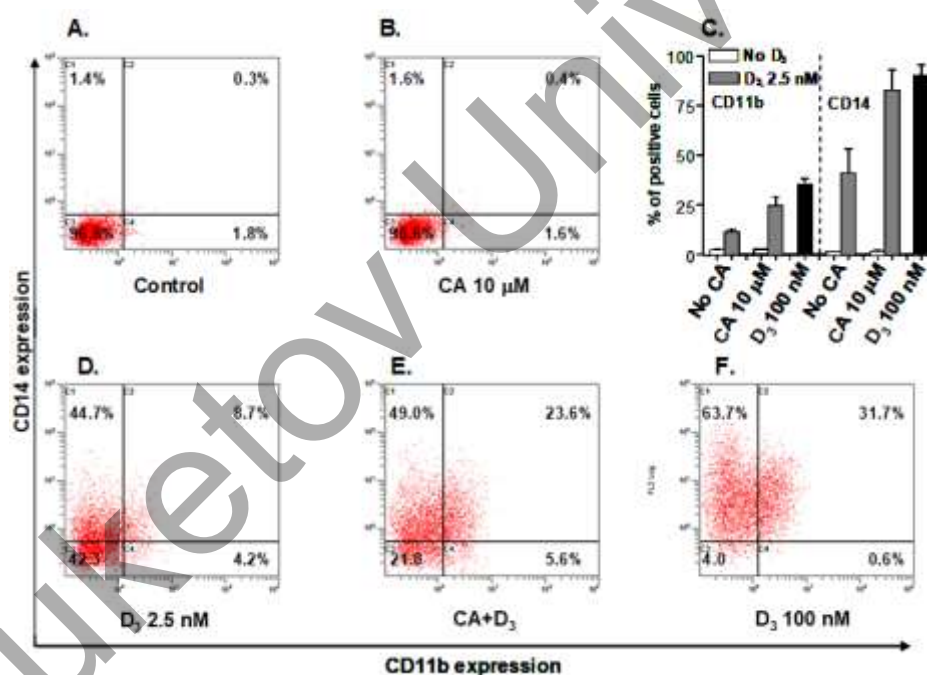 A.
1.4%
0.3%
1.8%
Control
B.
1.6%
0.4%
1.6%
CA 10 µM
C.
% of positive cells
100
75
50
25
0
No D₃
D₃, 2.5 nM
CD11b
CD14
No CA
CA 10 µM
D₃ 100 nM
No CA
CA 10 µM
D₃ 100 nM
CD14 expression
D.
44.7%
8.7%
4.2%
D₃ 2.5 nM
E.
49.0%
23.6%
21.8
5.6%
CA+D₃
F.
63.7%
31.7%
4.0
0.6%
D₃ 100 nM
CD11b expression
uketov Univ